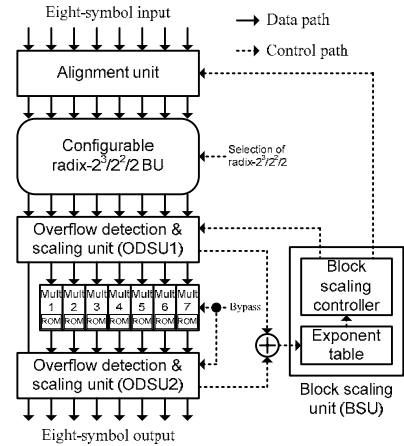 Eight-symbol input
Data path
Control path
Alignment unit
Configurable
radix-2³/2²/2 BU
Selection of
radix-2³/2²/2
Overflow detection &
scaling unit (ODSU1)
Mult Mult Mult Mult Mult Mult Mult
1 2 3 4 5 6 7
ROM ROM ROM ROM ROM ROM ROM
Bypass
Overflow detection &
scaling unit (ODSU2)
Block
scaling
controller
Exponent
table
Block scaling
unit (BSU)
Eight-symbol output